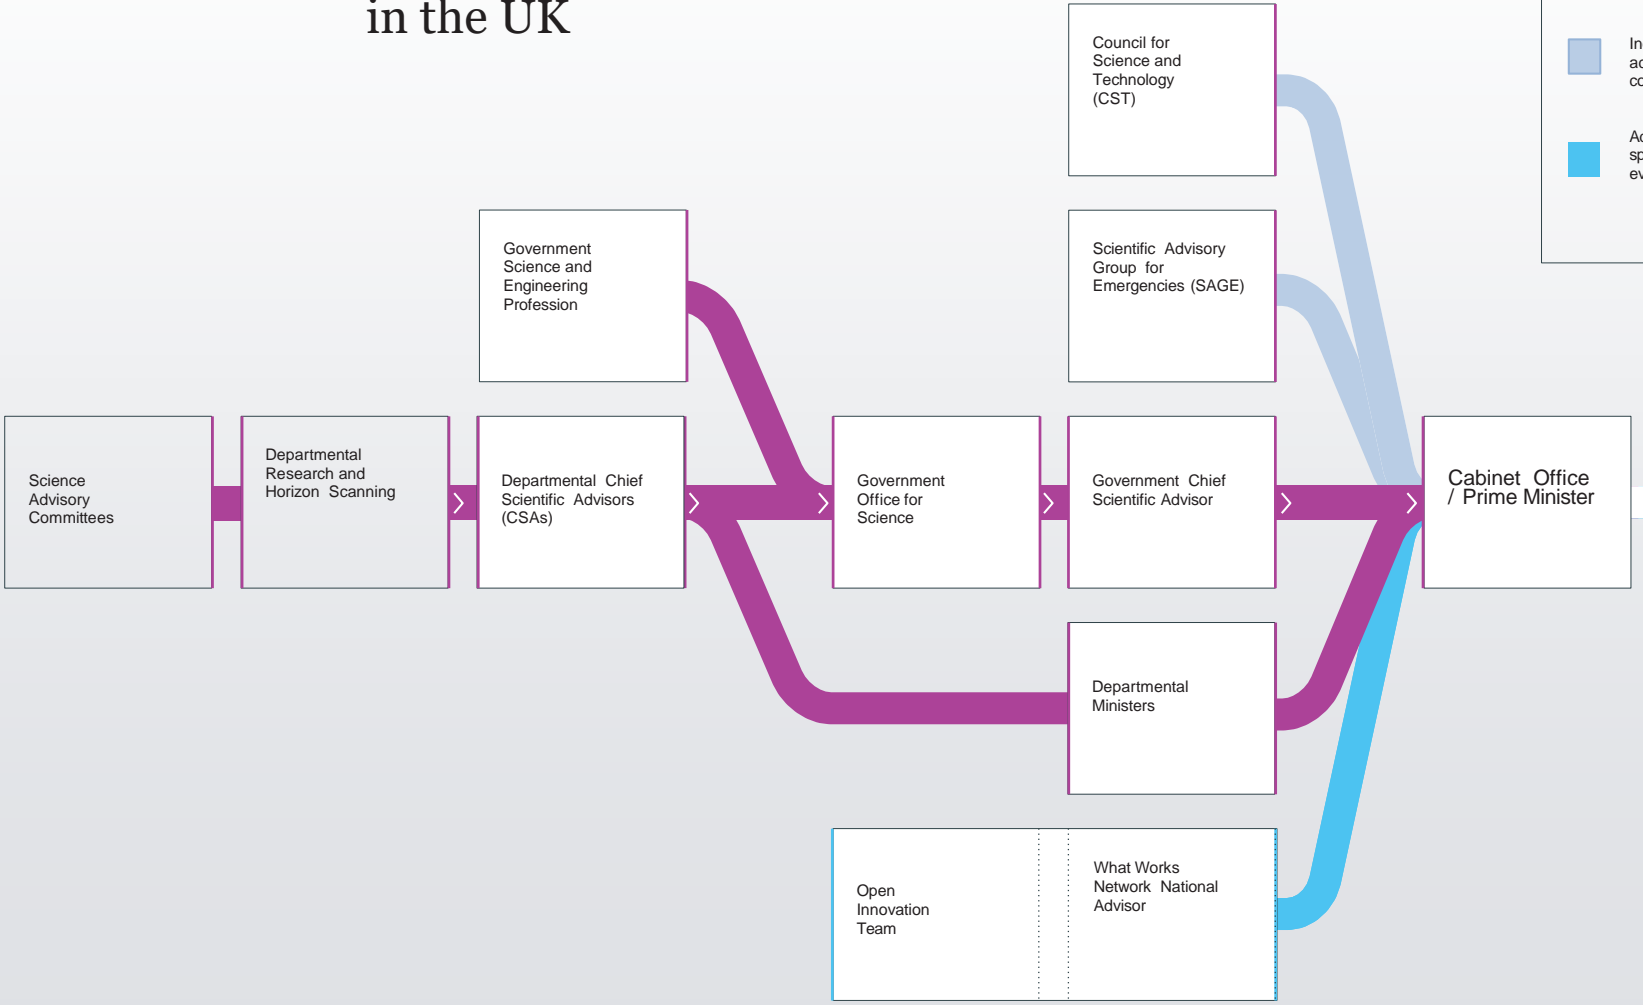 in the UK
Council for
Science and
Technology
(CST)
Government
Science and
Engineering
Profession
Scientific Advisory
Group for
Emergencies (SAGE)
Science
Advisory
Committees
Departmental
Research and
Horizon Scanning
Departmental Chief
Scientific Advisors
(CSAs)
Government
Office for
Science
Government Chief
Scientific Advisor
Cabinet Office
/ Prime Minister
Departmental
Ministers
Open
Innovation
Team
What Works
Network National
Advisor